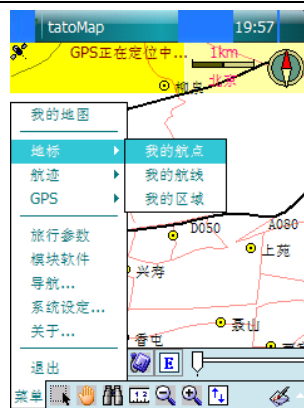 tatoMap 19:57
GPS正在定位中... 1km
北京
我的地图
地标 我的航点
航迹 我的航线
GPS 我的区域
D050 A080
上苑
旅行参数
模块软件
兴寿
导航...
系统设定...
关于...
香屯
退出
E
菜单